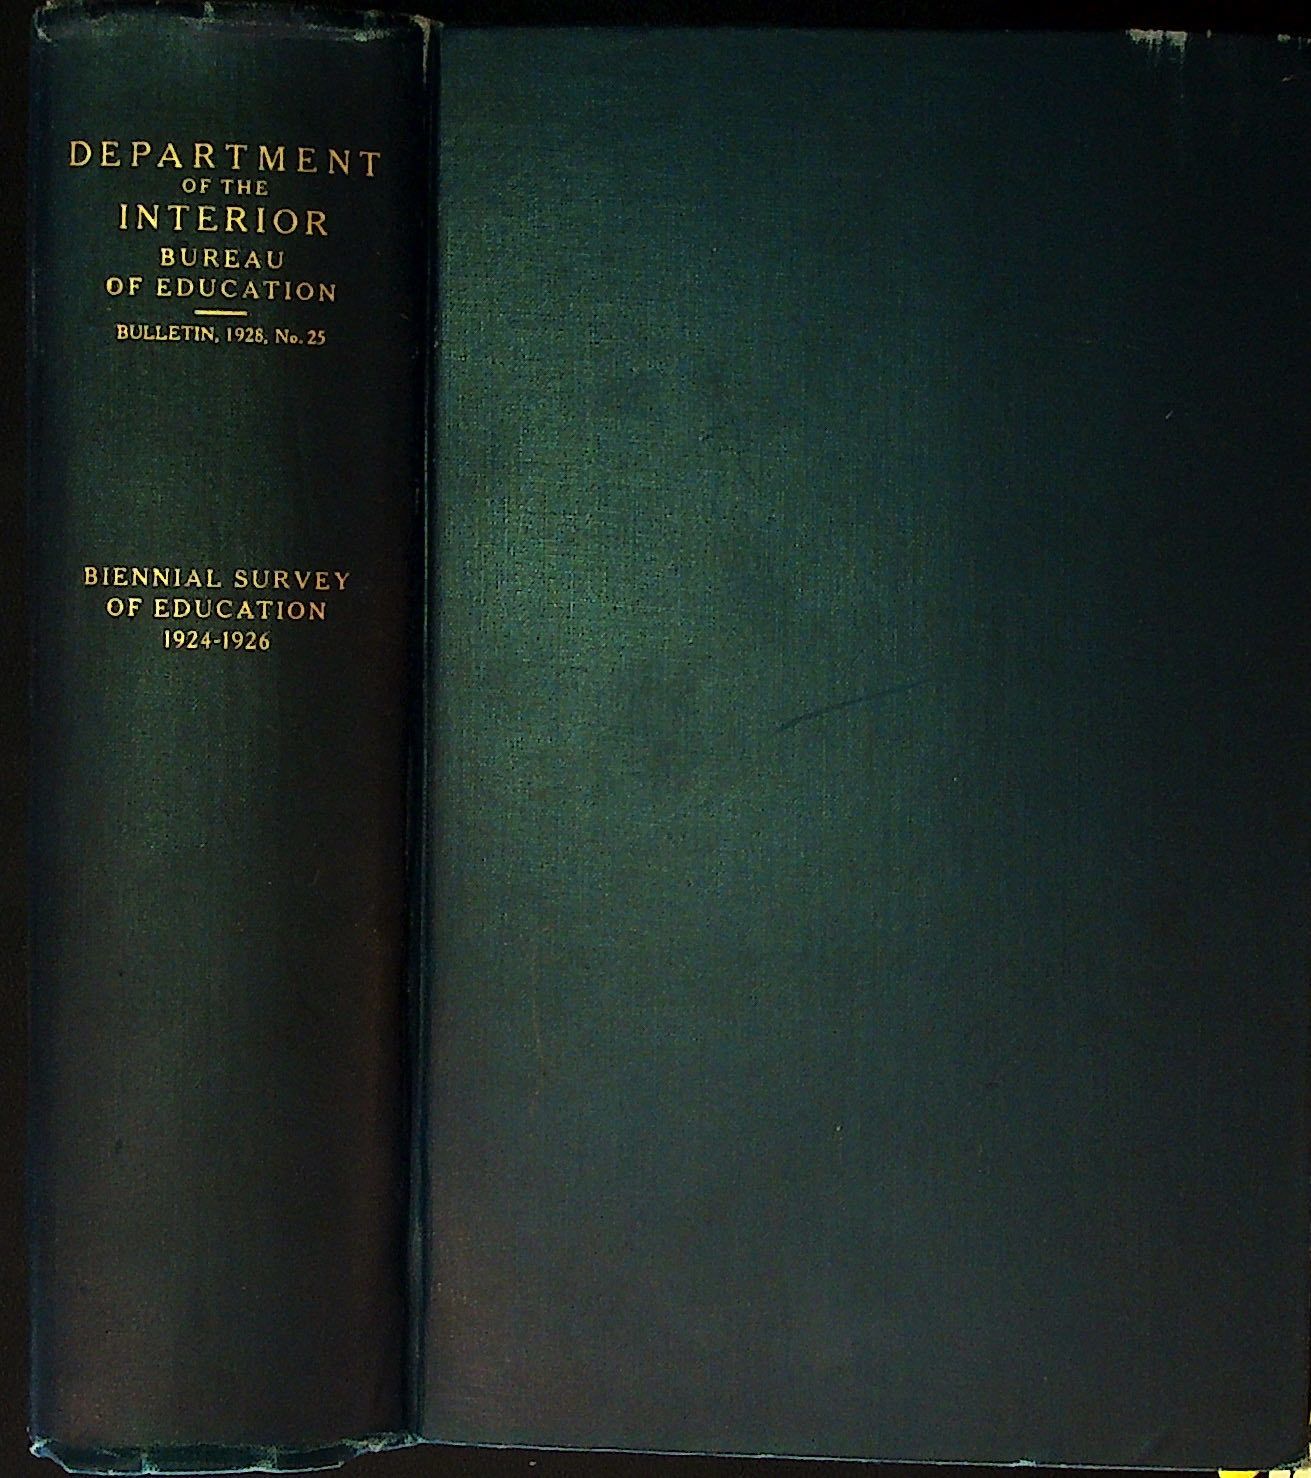 DEPARTMENT
OF THE
INTERIOR
BUREAU
OF EDUCATION
BULLETIN, 1928, No. 25
BIENNIAL SURVEY
OF EDUCATION
1924-1926